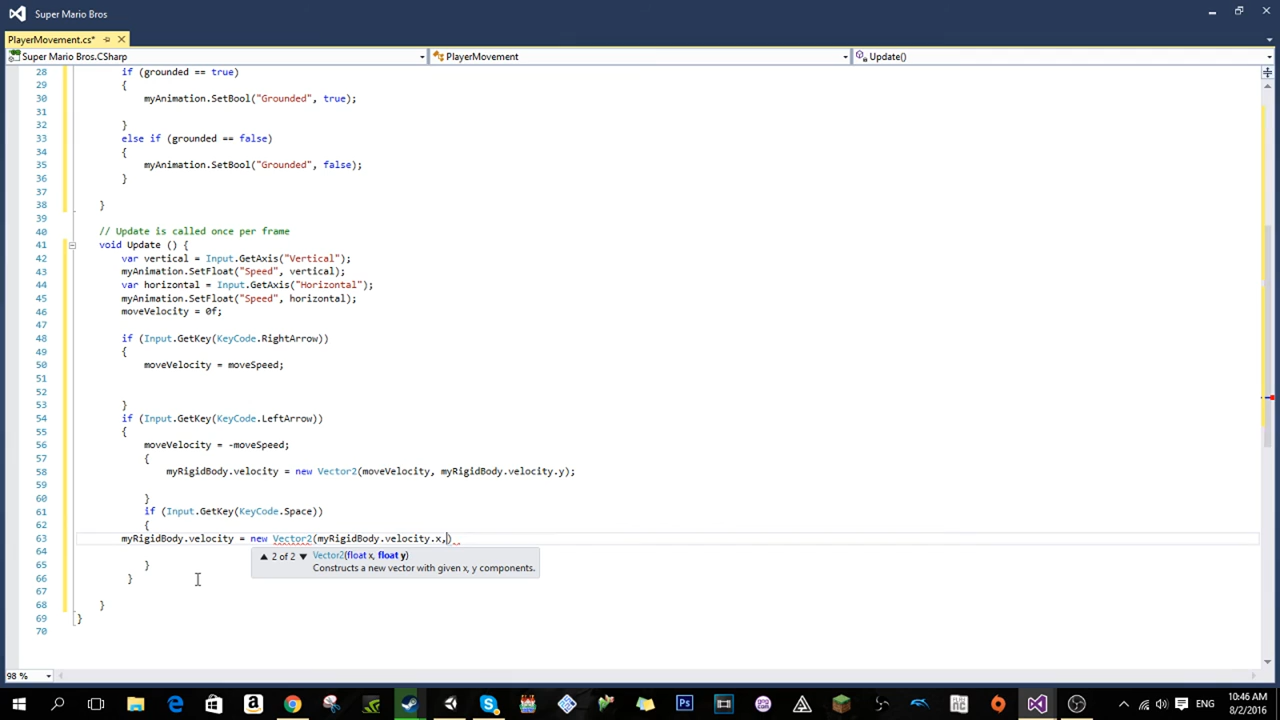 Super Mario Bros
PlayerMovement.cs*
Super Mario Bros.CSharp
PlayerMovement
Update()
28 if (grounded == true)
29 {
30 myAnimation.SetBool("Grounded", true);
31
32 }
33 else if (grounded == false)
34 {
35 myAnimation.SetBool("Grounded", false);
36 }
37
38 }
39
40 // Update is called once per frame
41 void Update () {
42 var vertical = Input.GetAxis("Vertical");
43 myAnimation.SetFloat("Speed", vertical);
44 var horizontal = Input.GetAxis("Horizontal");
45 myAnimation.SetFloat("Speed", horizontal);
46 moveVelocity = 0f;
47
48 if (Input.GetKey(KeyCode.RightArrow))
49 {
50 moveVelocity = moveSpeed;
51
52
53 }
54 if (Input.GetKey(KeyCode.LeftArrow))
55 {
56 moveVelocity = -moveSpeed;
57 {
58 myRigidBody.velocity = new Vector2(moveVelocity, myRigidBody.velocity.y);
59
60 }
61 if (Input.GetKey(KeyCode.Space))
62 {
63 myRigidBody.velocity = new Vector2(myRigidBody.velocity.x,)
64
▲ 2 of 2 ▼ Vector2(float x, float y)
Constructs a new vector with given x, y components.
65 }
66 }
67
68 }
69 }
70
98 %
Ps
ENG
10:46 AM
8/2/2016